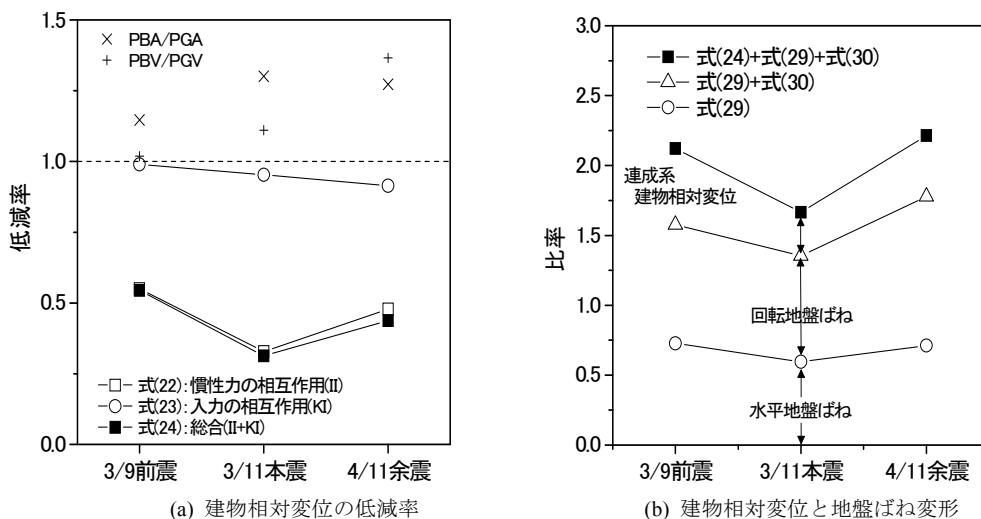 1.5
1.0
0.5
0.0
低減率
× PBA/PGA
+ PBV/PGV
式(22):慣性力の相互作用(II)
式(23):入力の相互作用(KI)
式(24):総合(II+KI)
3/9前震 3/11本震 4/11余震
(a) 建物相対変位の低減率
3.0
2.5
2.0
1.5
1.0
0.5
0.0
比率
式(24)+式(29)+式(30)
式(29)+式(30)
式(29)
連成系
建物相対変位
回転地盤ばね
水平地盤ばね
3/9前震 3/11本震 4/11余震
(b) 建物相対変位と地盤ばね変形